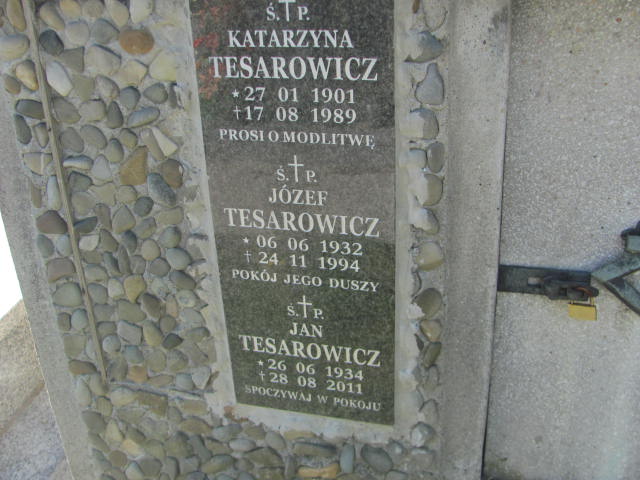 Ś.✝P.
KATARZYNA
TESAROWICZ
* 27 01 1901
✝ 17 08 1989
PROSI O MODLITWĘ
Ś.✝P.
JÓZEF
TESAROWICZ
* 06 06 1932
✝ 24 11 1994
POKÓJ JEGO DUSZY
Ś.✝P.
JAN
TESAROWICZ
* 26 06 1934
✝ 28 08 2011
SPOCZYWAJ W POKOJU